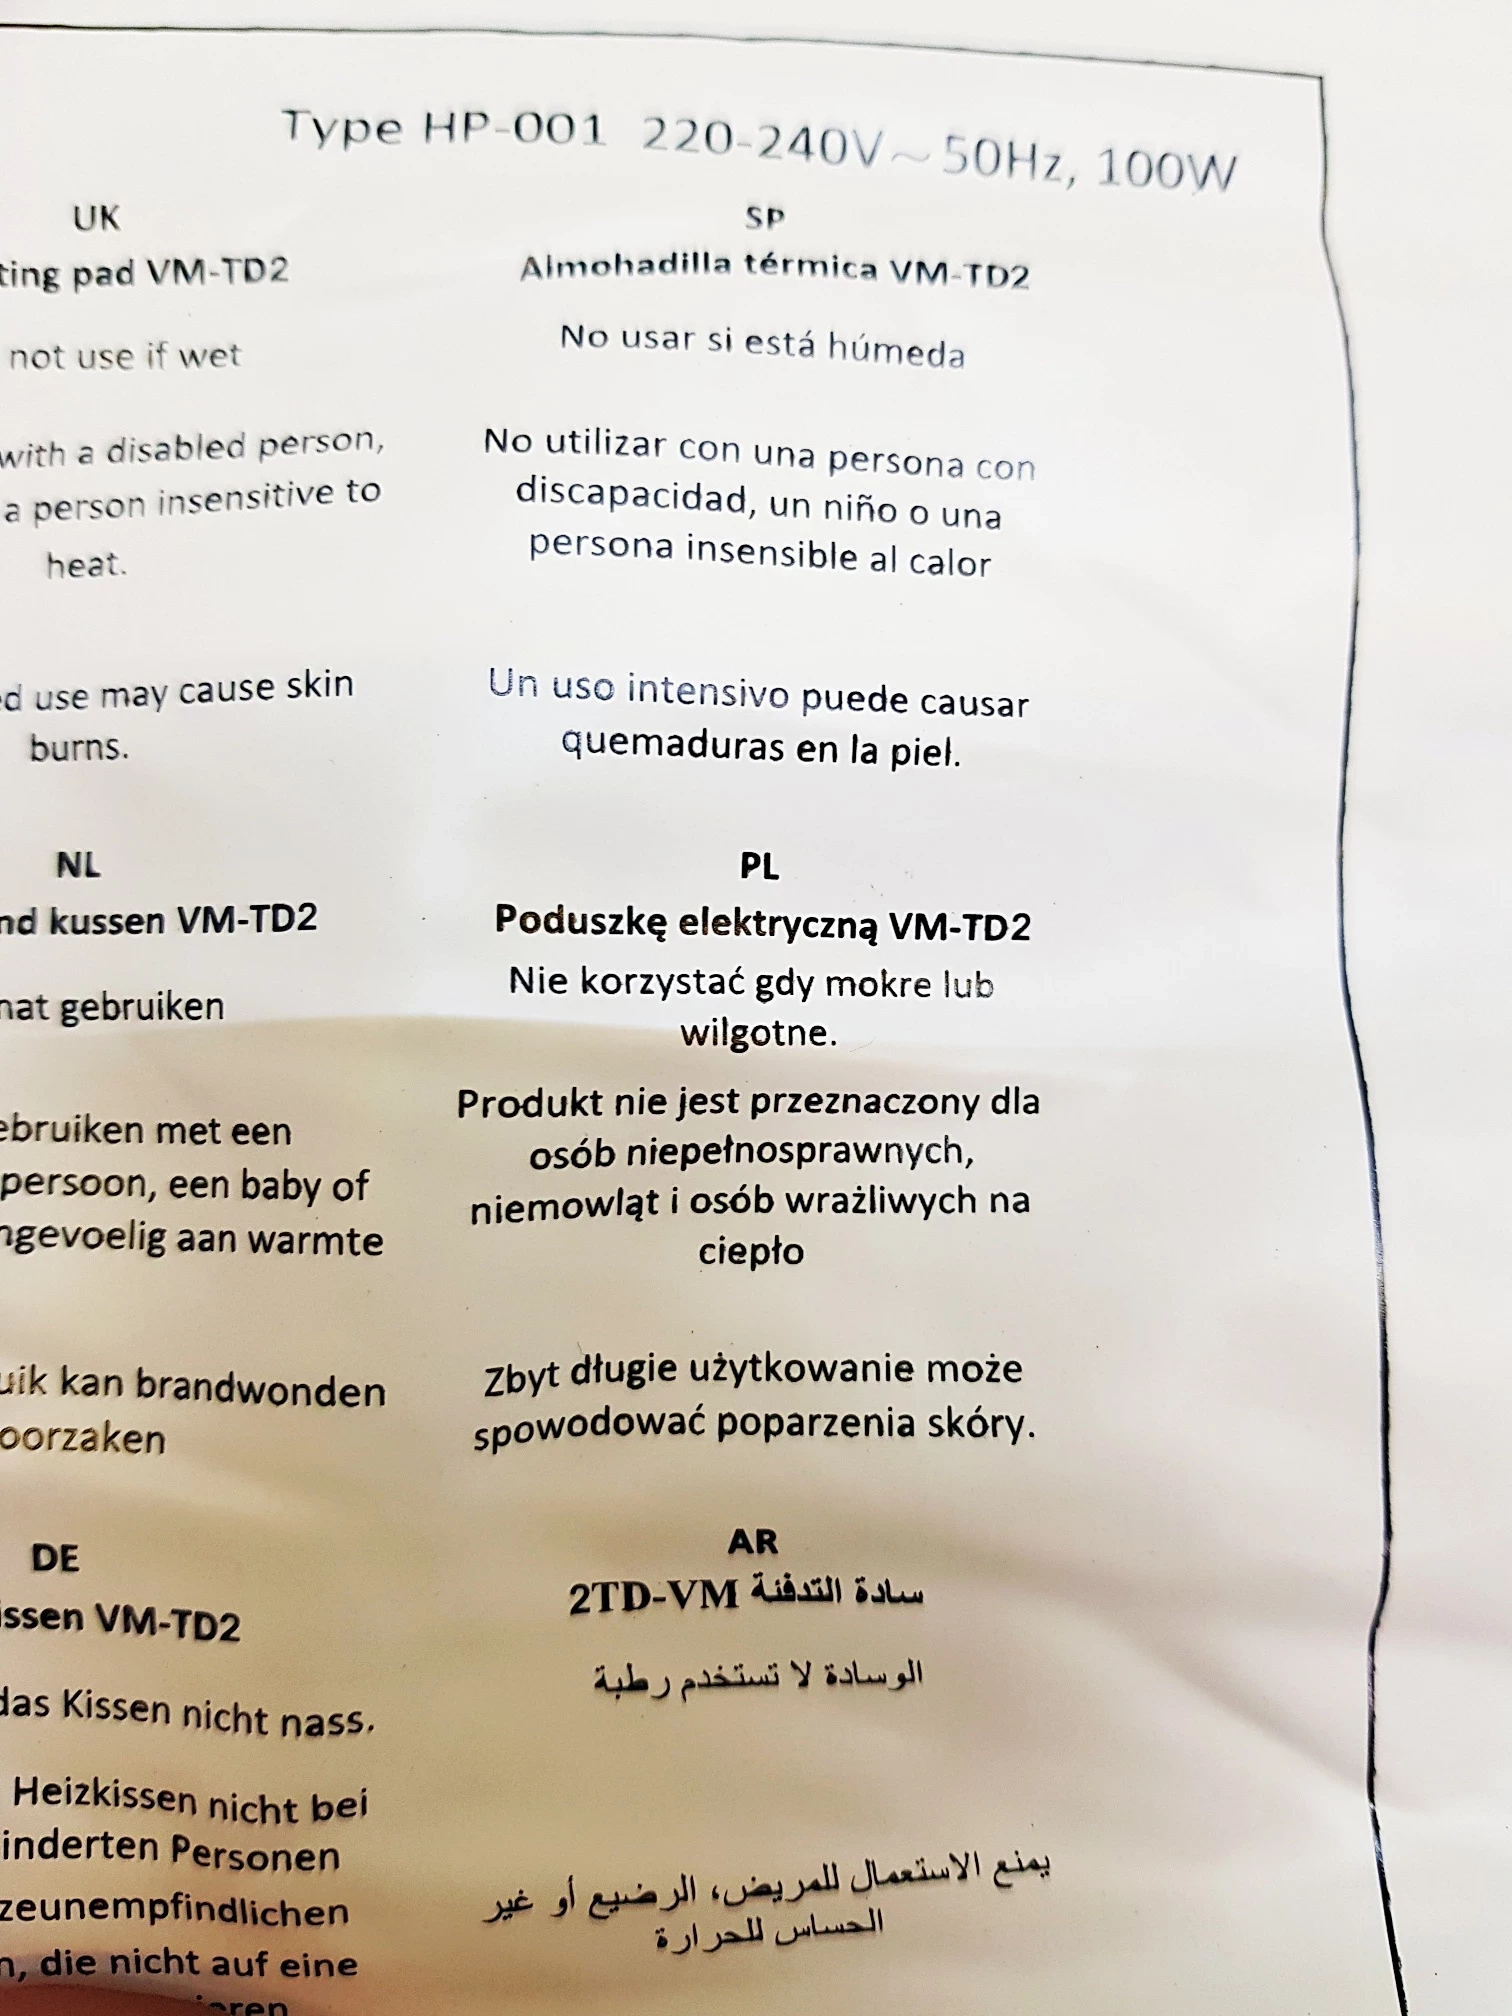 Type HP-001 220-240V~50Hz, 100W
UK
ting pad VM-TD2
not use if wet
with a disabled person,
a person insensitive to
heat.
use may cause skin
burns.
SP
Almohadilla térmica VM-TD2
No usar si está húmeda
No utilizar con una persona con
discapacidad, un niño o una
persona insensible al calor
Un uso intensivo puede causar
quemaduras en la piel.
NL
nd kussen VM-TD2
nat gebruiken
ebruiken met een
persoon, een baby of
ngevoelig aan warmte
uik kan brandwonden
oorzaken
PL
Poduszkę elektryczną VM-TD2
Nie korzystać gdy mokre lub
wilgotne.
Produkt nie jest przeznaczony dla
osób niepełnosprawnych,
niemowląt i osób wrażliwych na
ciepło
Zbyt długie użytkowanie może
spowodować poparzenia skóry.
DE
issen VM-TD2
das Kissen nicht nass.
Heizkissen nicht bei
inderten Personen
zeunempfindlichen
n, die nicht auf eine
AR
سادة التدفئة 2TD-VM
الوسادة لا تستخدم رطبة
يمنع الاستعمال للمريض، الرضيع أو غير
الحساس للحرارة